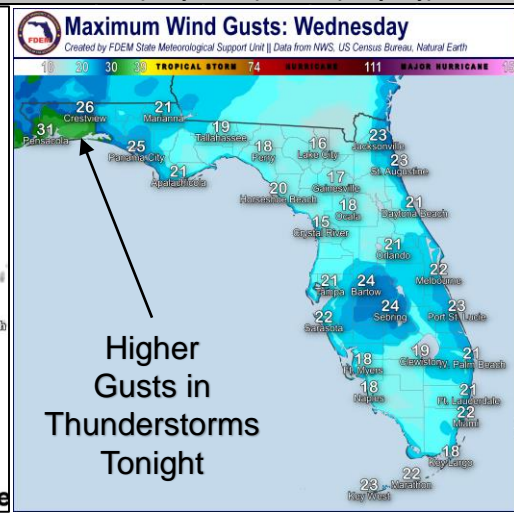 Maximum Wind Gusts: Wednesday
Created by FDEM State Meteorological Support Unit || Data from NWS, US Census Bureau, Natural Earth
FDEM
20 30 39 TROPICAL STORM 74 HURRICANE 111 MAJOR HURRICANE
26
Crestview
21
Marianna
31
Pensacola
25
Panama City
19
Tallahassee
18
Perry
16
Lake City
23
Jacksonville
23
St. Augustine
21
Apalachicola
20
Horseshoe Beach
17
Gainesville
18
Ocala
21
Daytona Beach
15
Crystal River
21
Orlando
22
Melbourne
21
Tampa
24
Bartow
24
Sebring
23
Port St. Lucie
22
Sarasota
18
Ft. Myers
19
Clewiston
21
W. Palm Beach
18
Naples
21
Ft. Lauderdale
22
Miami
18
Key Largo
22
Marathon
23
Key West
Higher
Gusts in
Thunderstorms
Tonight